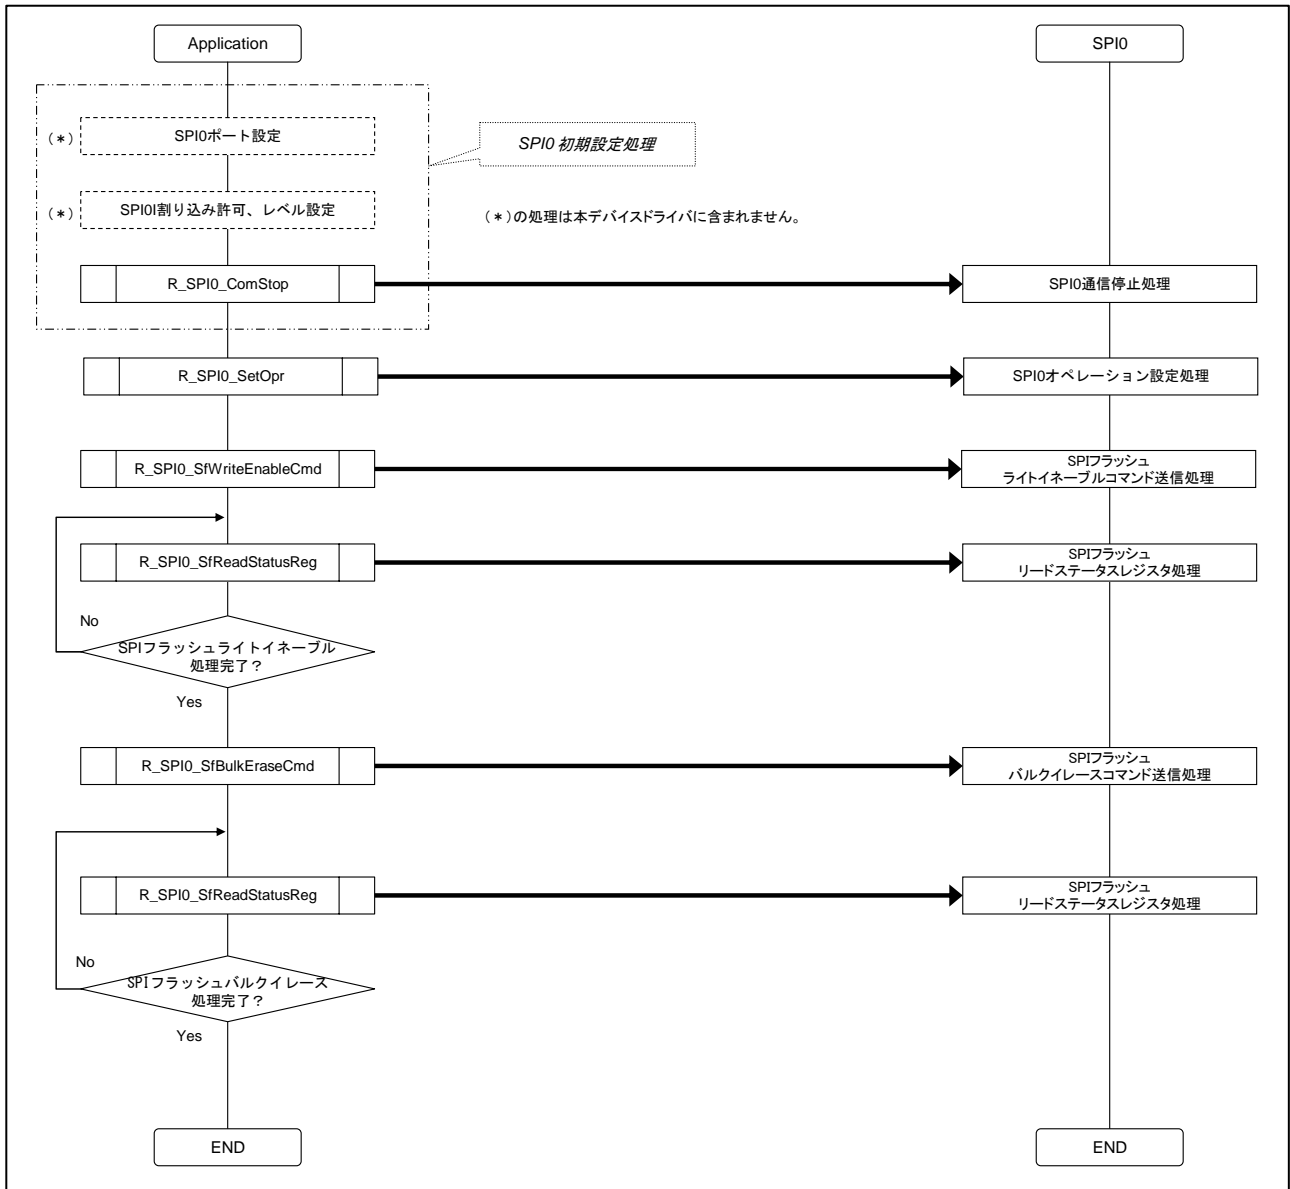 Application
SPI0
(*)
SPI0ポート設定
SPI0 初期設定処理
(*)
SPI0I割り込み許可、レベル設定
(*)の処理は本デバイスドライバに含まれません。
R_SPI0_ComStop
SPI0通信停止処理
R_SPI0_SetOpr
SPI0オペレーション設定処理
R_SPI0_SfWriteEnableCmd
SPIフラッシュ
ライトイネーブルコマンド送信処理
R_SPI0_SfReadStatusReg
SPIフラッシュ
リードステータスレジスタ処理
No
SPIフラッシュライトイネーブル
処理完了？
Yes
R_SPI0_SfBulkEraseCmd
SPIフラッシュ
バルクイレースコマンド送信処理
R_SPI0_SfReadStatusReg
SPIフラッシュ
リードステータスレジスタ処理
No
SPIフラッシュバルクイレース
処理完了？
Yes
END
END